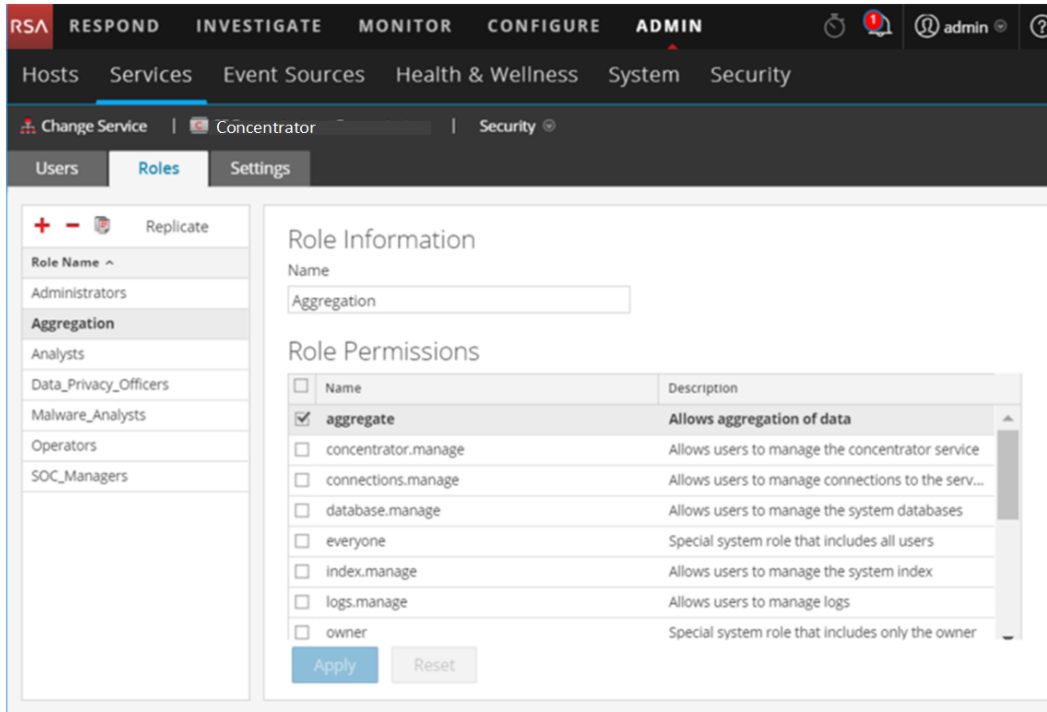 RSA RESPOND INVESTIGATE MONITOR CONFIGURE ADMIN 1 admin
Hosts Services Event Sources Health & Wellness System Security
Change Service | Concentrator | Security
Users Roles Settings
Replicate
Role Name
Administrators
Aggregation
Analysts
Data_Privacy_Officers
Malware_Analysts
Operators
SOC_Managers
Role Information
Name
Aggregation
Role Permissions
Name Description
aggregate Allows aggregation of data
concentrator.manage Allows users to manage the concentrator service
connections.manage Allows users to manage connections to the serv...
database.manage Allows users to manage the system databases
everyone Special system role that includes all users
index.manage Allows users to manage the system index
logs.manage Allows users to manage logs
owner Special system role that includes only the owner
Apply Reset